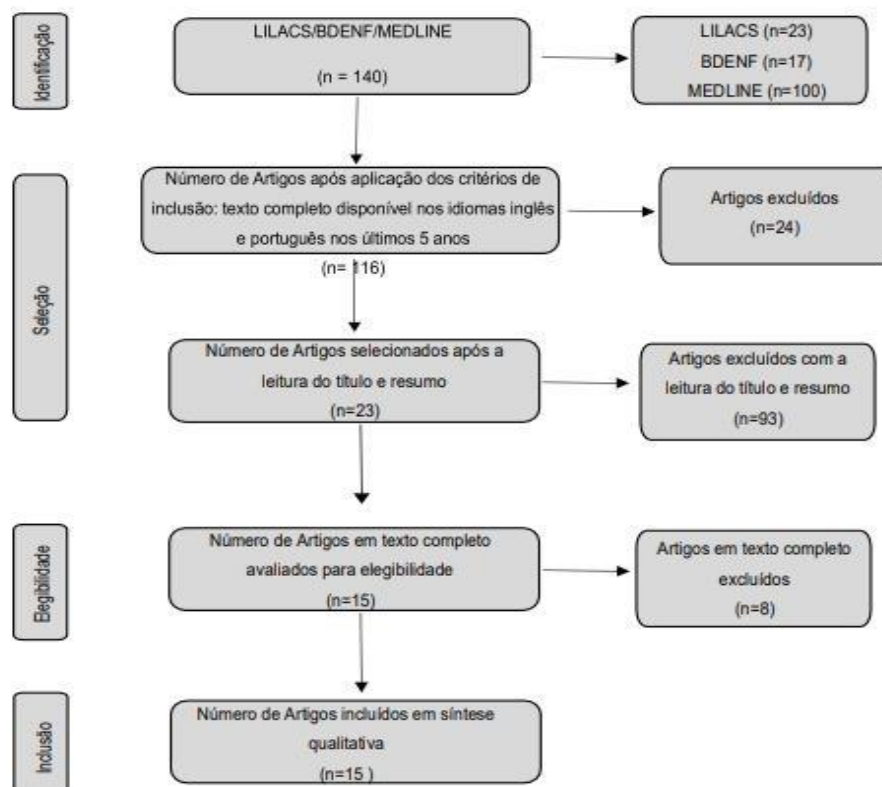 Identificação
LILACS/BDENF/MEDLINE
(n = 140)
LILACS (n=23)
BDENF (n=17)
MEDLINE (n=100)
Seleção
Número de Artigos após aplicação dos critérios de
inclusão: texto completo disponível nos idiomas inglês
e português nos últimos 5 anos
(n= 116)
Artigos excluídos
(n=24)
Número de Artigos selecionados após a
leitura do título e resumo
(n=23)
Artigos excluídos com a
leitura do título e resumo
(n=93)
Elegibilidade
Número de Artigos em texto completo
avaliados para elegibilidade
(n=15)
Artigos em texto completo
excluídos
(n=8)
Inclusão
Número de Artigos incluídos em síntese
qualitativa
(n=15 )